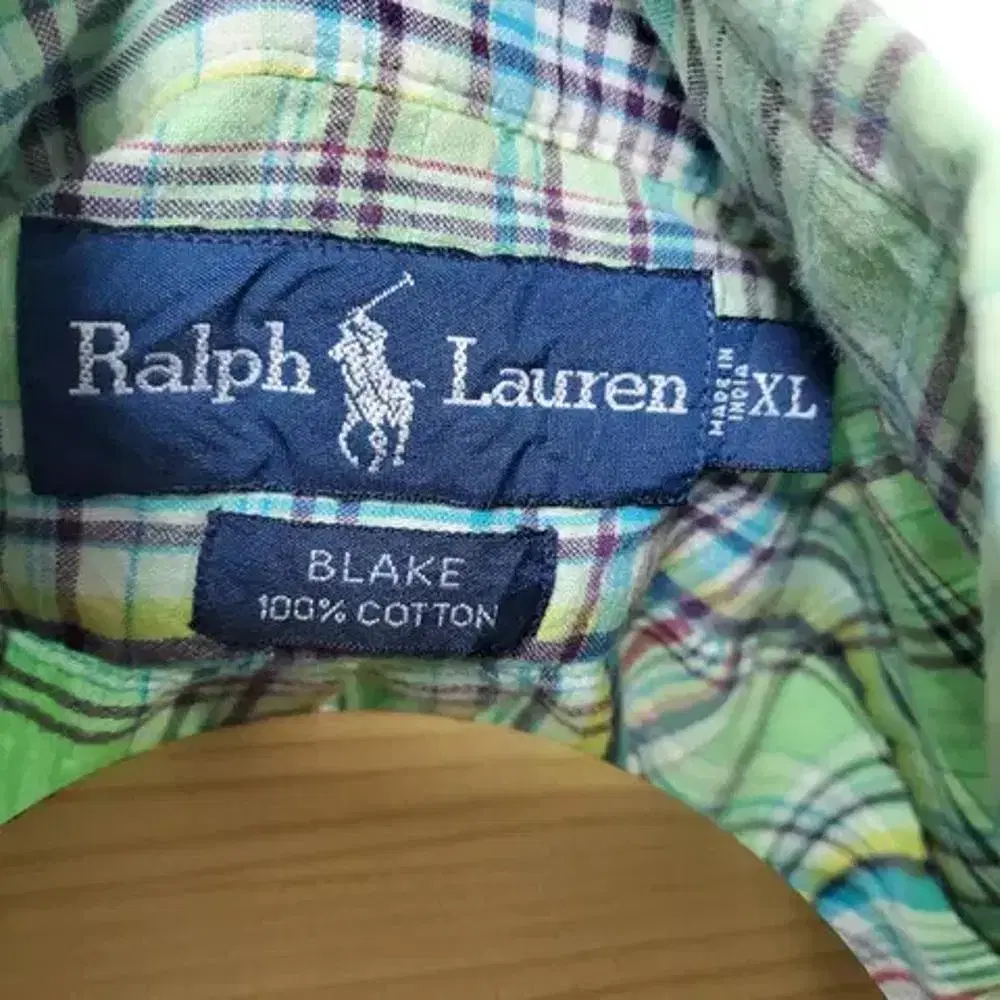 Ralph Lauren
MADE IN
INDIA
XL
BLAKE
100% COTTON